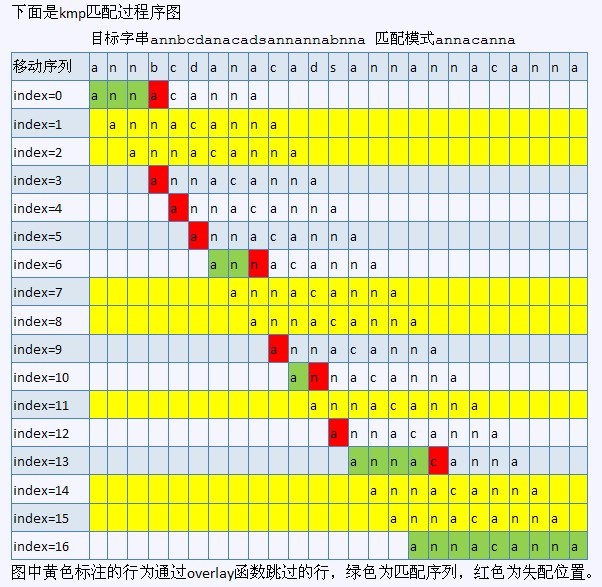 下面是kmp匹配过程序图
目标字串annbcdanacadsannannabnna 匹配模式annacanna
移动序列 a n n b c d a n a c a d s a n n a n n a c a n n a
index=0 a n n a c a n n a
index=1 a n n a c a n n a
index=2 a n n a c a n n a
index=3 a n n a c a n n a
index=4 a n n a c a n n a
index=5 a n n a c a n n a
index=6 a n n a c a n n a
index=7 a n n a c a n n a
index=8 a n n a c a n n a
index=9 a n n a c a n n a
index=10 a n n a c a n n a
index=11 a n n a c a n n a
index=12 a n n a c a n n a
index=13 a n n a c a n n a
index=14 a n n a c a n n a
index=15 a n n a c a n n a
index=16 a n n a c a n n a
图中黄色标注的行为通过overlay函数跳过的行，绿色为匹配序列，红色为失配位置。